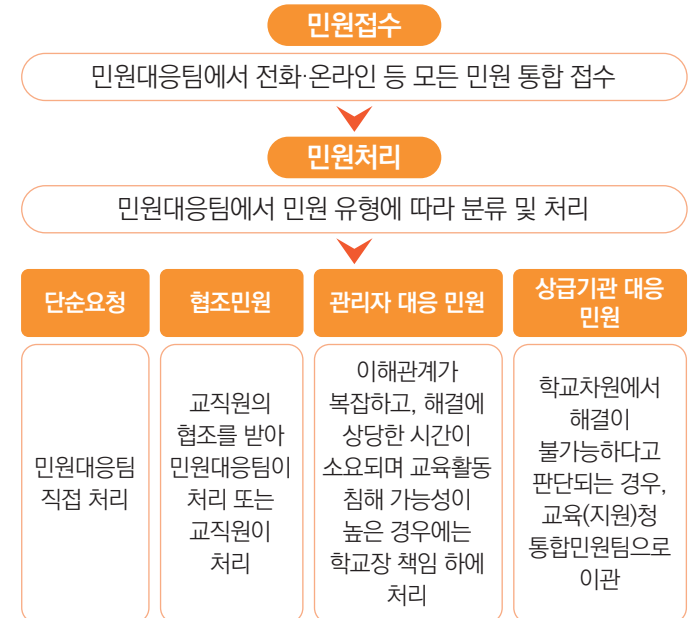 민원접수
민원대응팀에서 전화·온라인 등 모든 민원 통합 접수
민원처리
민원대응팀에서 민원 유형에 따라 분류 및 처리
단순요청
민원대응팀
직접 처리
협조민원
교직원의
협조를 받아
민원대응팀이
처리 또는
교직원이
처리
관리자 대응 민원
이해관계가
복잡하고, 해결에
상당한 시간이
소요되며 교육활동
침해 가능성이
높은 경우에는
학교장 책임 하에
처리
상급기관 대응
민원
학교차원에서
해결이
불가능하다고
판단되는 경우,
교육(지원)청
통합민원팀으로
이관